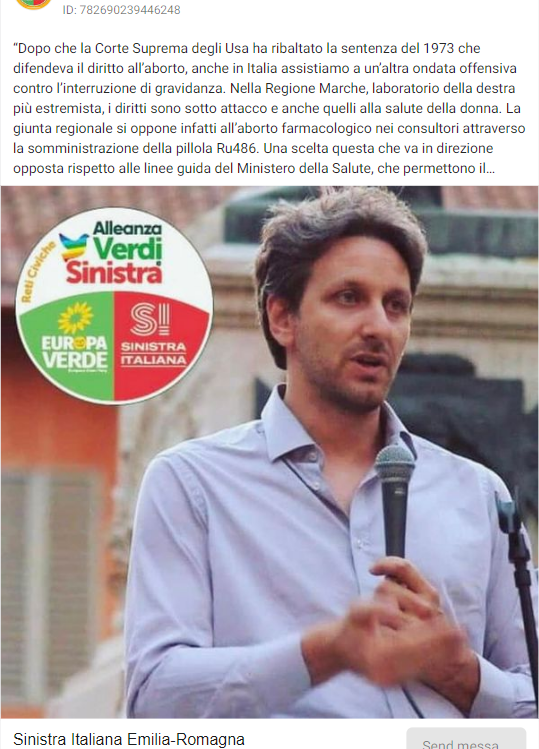 ID: 782690239446248
“Dopo che la Corte Suprema degli Usa ha ribaltato la sentenza del 1973 che
difendeva il diritto all’aborto, anche in Italia assistiamo a un’altra ondata offensiva
contro l’interruzione di gravidanza. Nella Regione Marche, laboratorio della destra
più estremista, i diritti sono sotto attacco e anche quelli alla salute della donna. La
giunta regionale si oppone infatti all’aborto farmacologico nei consultori attraverso
la somministrazione della pillola Ru486. Una scelta questa che va in direzione
opposta rispetto alle linee guida del Ministero della Salute, che permettono il…
Reti Civiche
Alleanza
Verdi
Sinistra
EUROPA
VERDE
SI
SINISTRA
ITALIANA
Sinistra Italiana Emilia-Romagna
Send messa